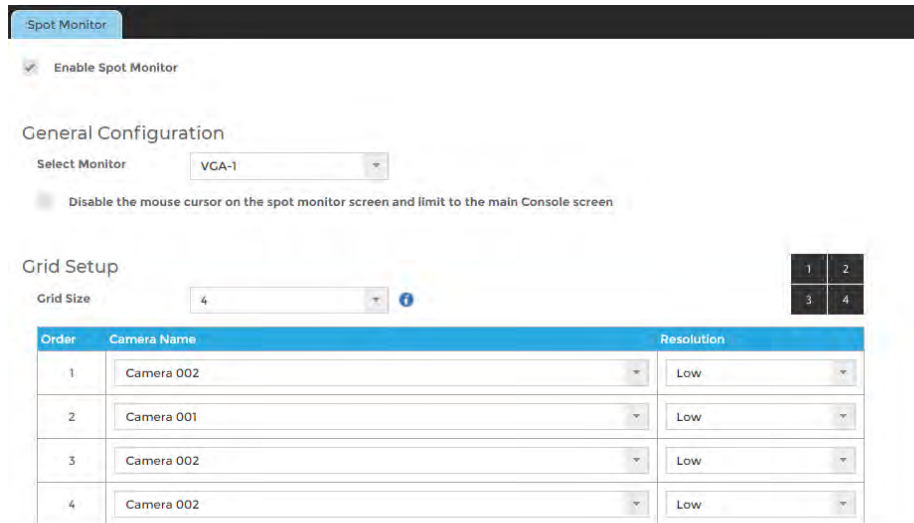 Spot Monitor
Enable Spot Monitor
General Configuration
Select Monitor VGA-1
Disable the mouse cursor on the spot monitor screen and limit to the main Console screen
Grid Setup
1 2
Grid Size 4
3 4
Order Camera Name Resolution
1 Camera 002 Low
2 Camera 001 Low
3 Camera 002 Low
4 Camera 002 Low